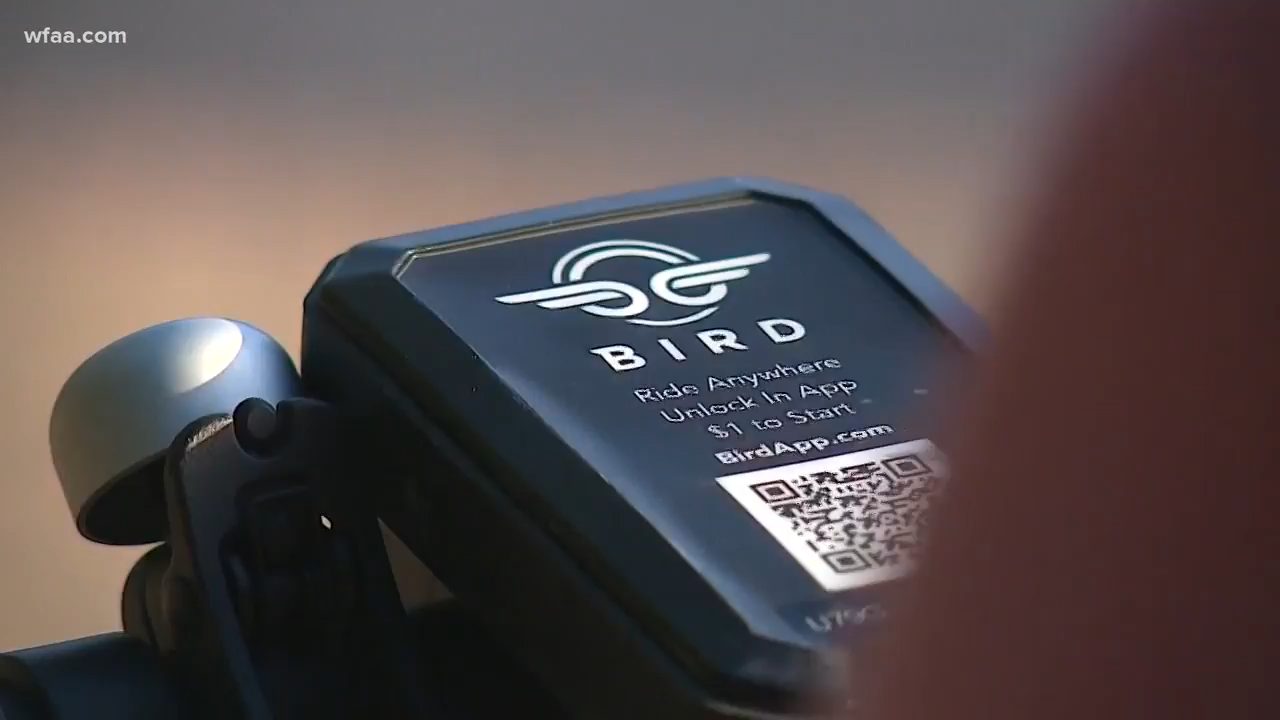 wfaa.com
BIRD
Ride Anywhere
Unlock In App
$1 to Start
BirdApp.com